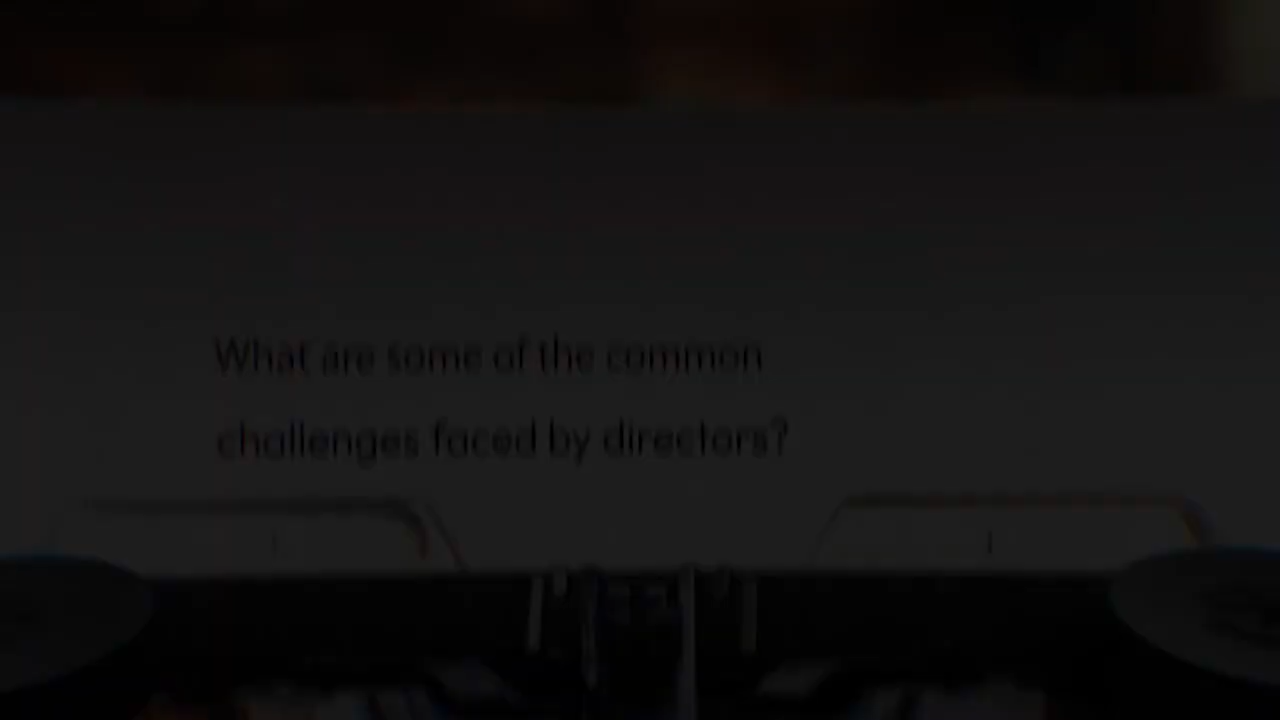 What are some of the common
challenges faced by directors?